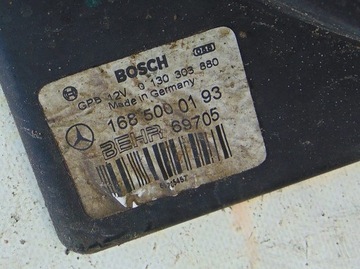 BOSCH
GPB 12V 0 130 303 880
Made in Germany
168 500 01 93
BEHR 69705